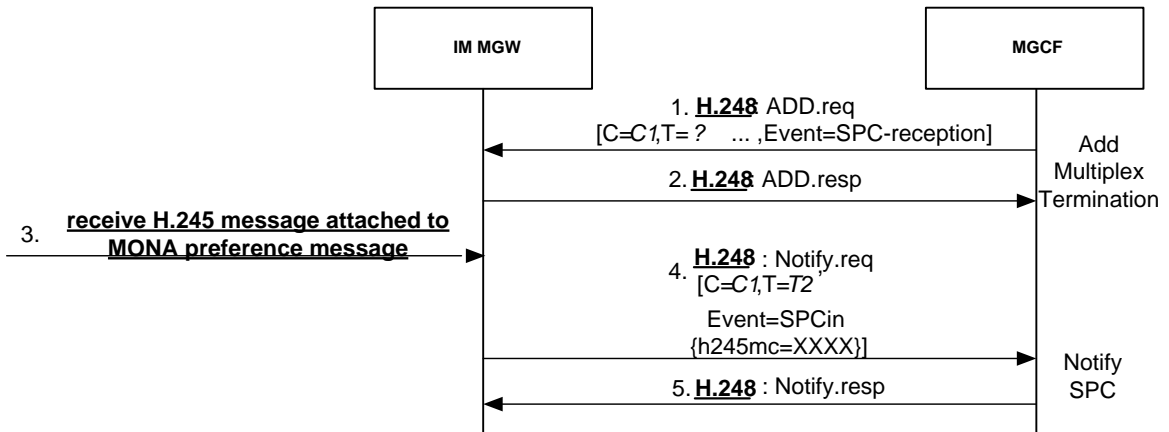 IM MGW
MGCF
1. H.248: ADD.req
[C=C1,T= ? ... ,Event=SPC-reception]
Add
Multiplex
Termination
2. H.248: ADD.resp
3. receive H.245 message attached to
MONA preference message
4. H.248 : Notify.req
[C=C1,T=T2 ,
Event=SPCin
{h245mc=XXXX}]
Notify
SPC
5. H.248 : Notify.resp